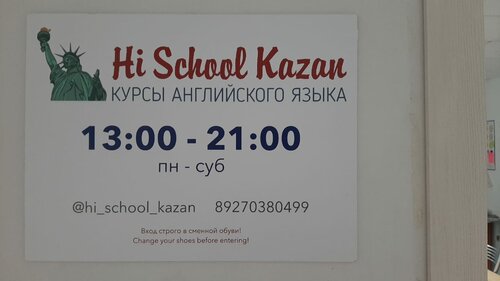 Hi School Kazan
КУРСЫ АНГЛИЙСКОГО ЯЗЫКА
13:00 - 21:00
пн - суб
@hi_school_kazan 89270380499
Вход строго в сменной обуви!
Change your shoes before entering!